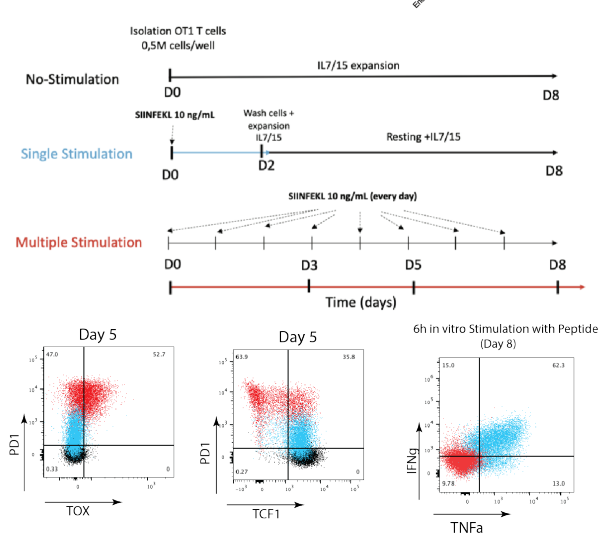 Isolation OT1 T cells
0,5M cells/well
No-Stimulation
IL7/15 expansion
D0
D8
SIINFEKL 10 ng/mL
Wash cells +
expansion
IL7/15
Resting +IL7/15
Single Stimulation
D0
D2
D8
SIINFEKL 10 ng/mL (every day)
Multiple Stimulation
D0
D3
D5
D8
Time (days)
Day 5
47.0
52.7
0.33
0
PD1
TOX
Day 5
63.9
35.8
0.27
0
PD1
TCF1
6h in vitro Stimulation with Peptide
(Day 8)
15.0
62.3
9.78
13.0
IFNg
TNFa